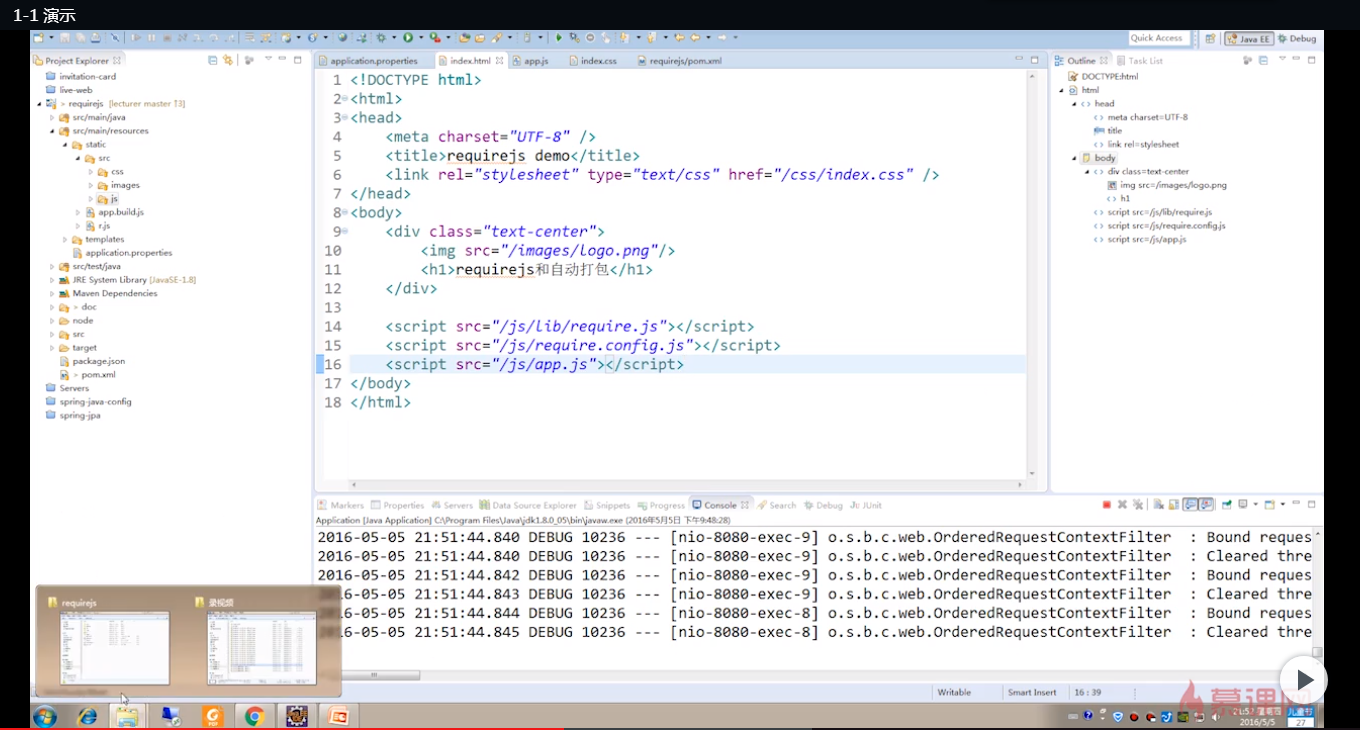 1-1 演示
Quick Access
Java EE
Debug
Project Explorer
invitation-card
live-web
> requirejs [lecturer master ↑3]
src/main/java
src/main/resources
static
src
css
images
js
app.build.js
r.js
templates
application.properties
src/test/java
JRE System Library [JavaSE-1.8]
Maven Dependencies
> doc
node
src
target
package.json
> pom.xml
Servers
spring-java-config
spring-jpa
application.properties
index.html
app.js
index.css
requirejs/pom.xml
1 <!DOCTYPE html>
2 <html>
3 <head>
4 <meta charset="UTF-8" />
5 <title>requirejs demo</title>
6 <link rel="stylesheet" type="text/css" href="/css/index.css" />
7 </head>
8 <body>
9 <div class="text-center">
10 <img src="/images/logo.png"/>
11 <h1>requirejs和自动打包</h1>
12 </div>
13
14 <script src="/js/lib/require.js"></script>
15 <script src="/js/require.config.js"></script>
16 <script src="/js/app.js"></script>
17 </body>
18 </html>
Outline
Task List
DOCTYPE:html
html
head
meta charset=UTF-8
title
link rel=stylesheet
body
div class=text-center
img src=/images/logo.png
h1
script src=/js/lib/require.js
script src=/js/require.config.js
script src=/js/app.js
Markers
Properties
Servers
Data Source Explorer
Snippets
Progress
Console
Search
Debug
JUnit
Application [Java Application] C:\Program Files\Java\jdk1.8.0_05\bin\javaw.exe (2016年5月5日 下午9:48:28)
2016-05-05 21:51:44.840 DEBUG 10236 --- [nio-8080-exec-9] o.s.b.c.web.OrderedRequestContextFilter : Bound reques
2016-05-05 21:51:44.840 DEBUG 10236 --- [nio-8080-exec-9] o.s.b.c.web.OrderedRequestContextFilter : Cleared thre
2016-05-05 21:51:44.842 DEBUG 10236 --- [nio-8080-exec-9] o.s.b.c.web.OrderedRequestContextFilter : Bound reques
2016-05-05 21:51:44.843 DEBUG 10236 --- [nio-8080-exec-9] o.s.b.c.web.OrderedRequestContextFilter : Cleared thre
2016-05-05 21:51:44.844 DEBUG 10236 --- [nio-8080-exec-8] o.s.b.c.web.OrderedRequestContextFilter : Bound reques
2016-05-05 21:51:44.845 DEBUG 10236 --- [nio-8080-exec-8] o.s.b.c.web.OrderedRequestContextFilter : Cleared thre
requirejs
录视频
Writable
Smart Insert
16 : 39
慕课网
2016/5/5
儿童节
27